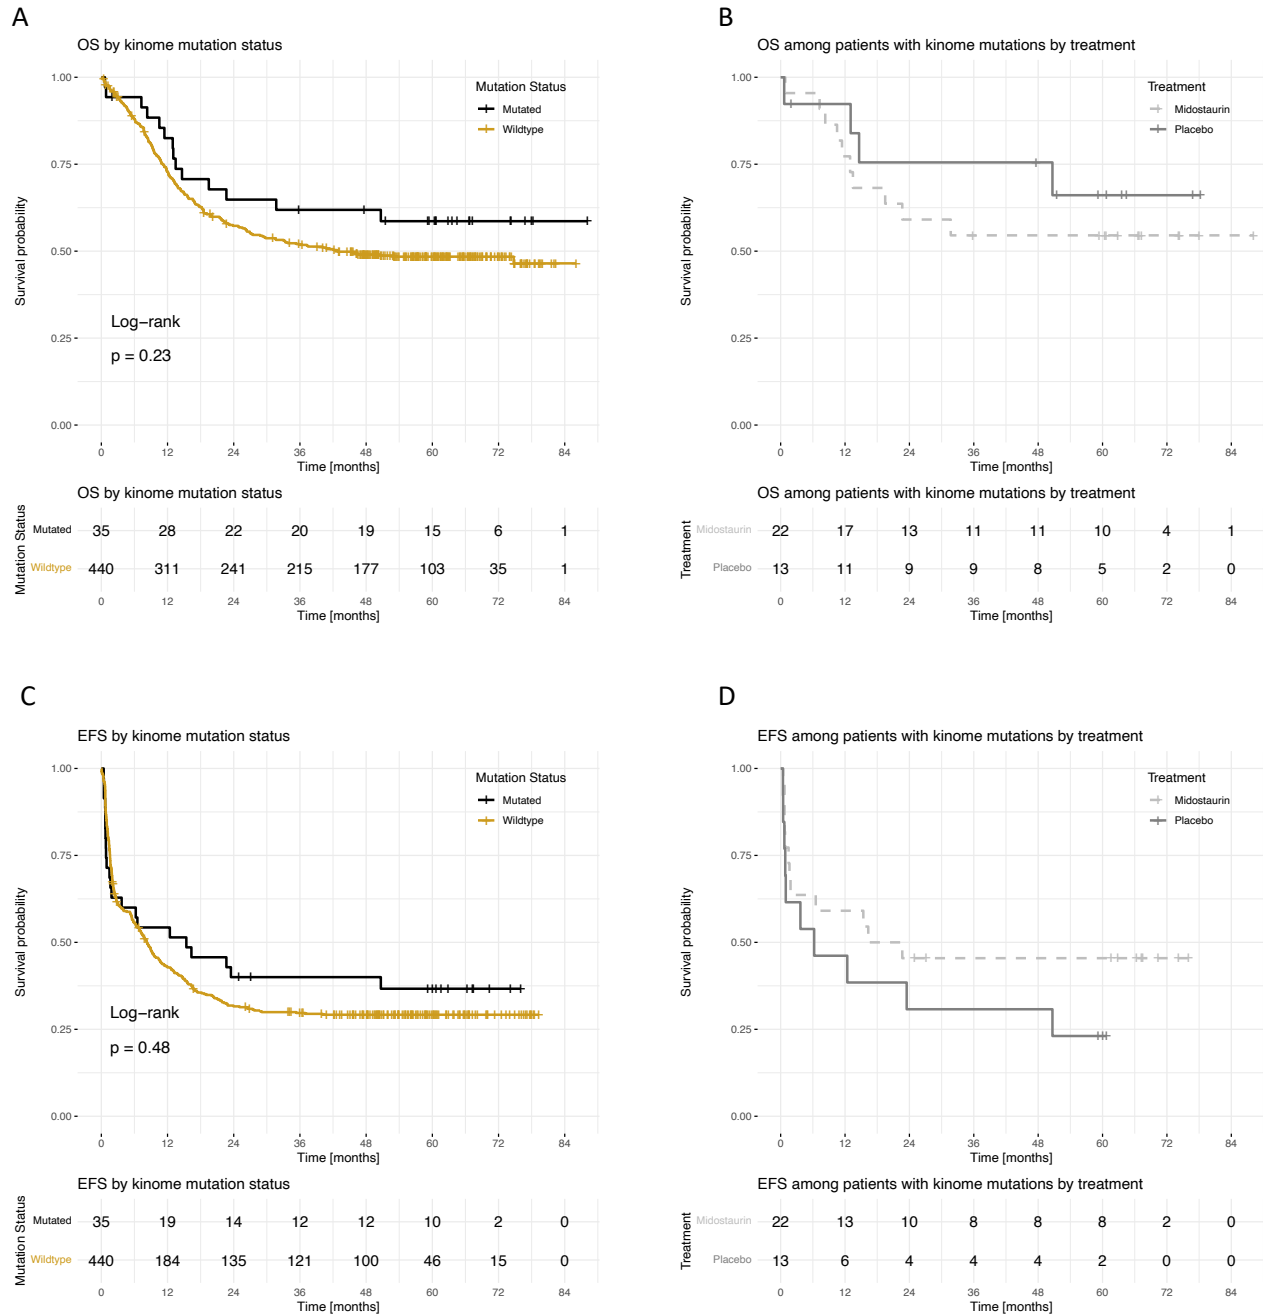 A
OS by kinome mutation status
Survival probability
1.00
0.75
0.50
0.25
0.00
Mutation Status
Mutated
Wildtype
Log−rank
p = 0.23
0 12 24 36 48 60 72 84
Time [months]
OS by kinome mutation status
Mutation Status
Mutated 35 28 22 20 19 15 6 1
Wildtype 440 311 241 215 177 103 35 1
0 12 24 36 48 60 72 84
Time [months]
B
OS among patients with kinome mutations by treatment
Survival probability
1.00
0.75
0.50
0.25
0.00
Treatment
Midostaurin
Placebo
0 12 24 36 48 60 72 84
Time [months]
OS among patients with kinome mutations by treatment
Treatment
Midostaurin 22 17 13 11 11 10 4 1
Placebo 13 11 9 9 8 5 2 0
0 12 24 36 48 60 72 84
Time [months]
C
EFS by kinome mutation status
Survival probability
1.00
0.75
0.50
0.25
0.00
Mutation Status
Mutated
Wildtype
Log−rank
p = 0.48
0 12 24 36 48 60 72 84
Time [months]
EFS by kinome mutation status
Mutation Status
Mutated 35 19 14 12 12 10 2 0
Wildtype 440 184 135 121 100 46 15 0
0 12 24 36 48 60 72 84
Time [months]
D
EFS among patients with kinome mutations by treatment
Survival probability
1.00
0.75
0.50
0.25
0.00
Treatment
Midostaurin
Placebo
0 12 24 36 48 60 72 84
Time [months]
EFS among patients with kinome mutations by treatment
Treatment
Midostaurin 22 13 10 8 8 8 2 0
Placebo 13 6 4 4 4 2 0 0
0 12 24 36 48 60 72 84
Time [months]